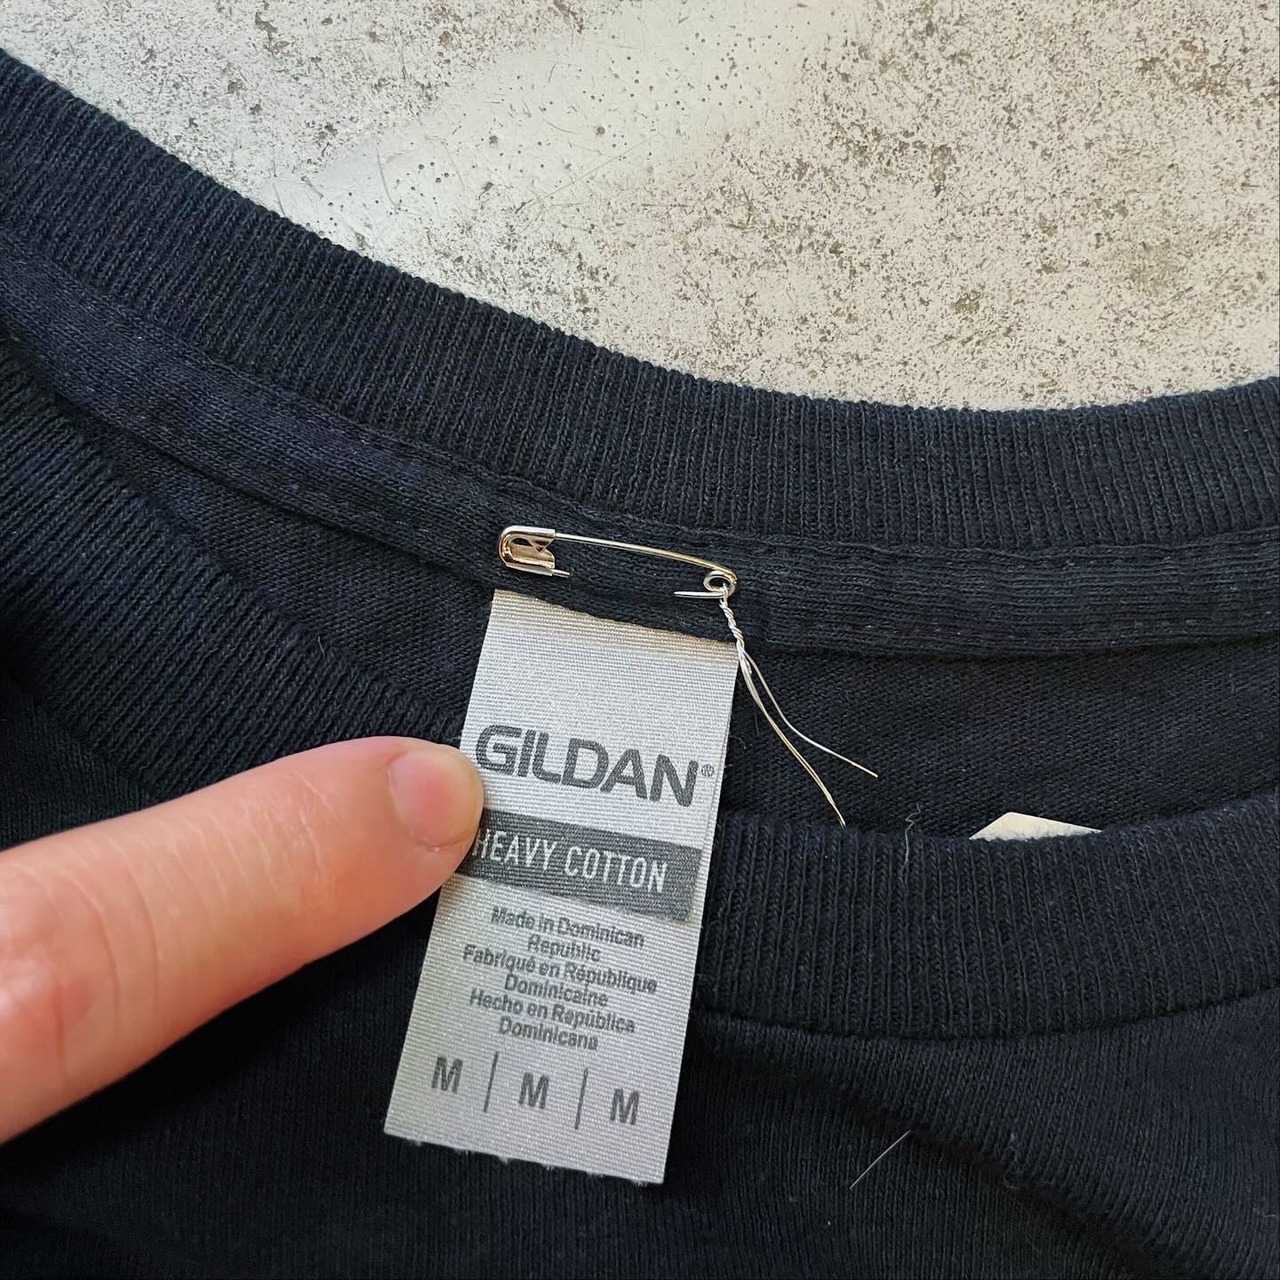 GILDAN®
HEAVY COTTON
Made in Dominican
Republic
Fabriqué en République
Dominicaine
Hecho en República
Dominicana
M | M | M